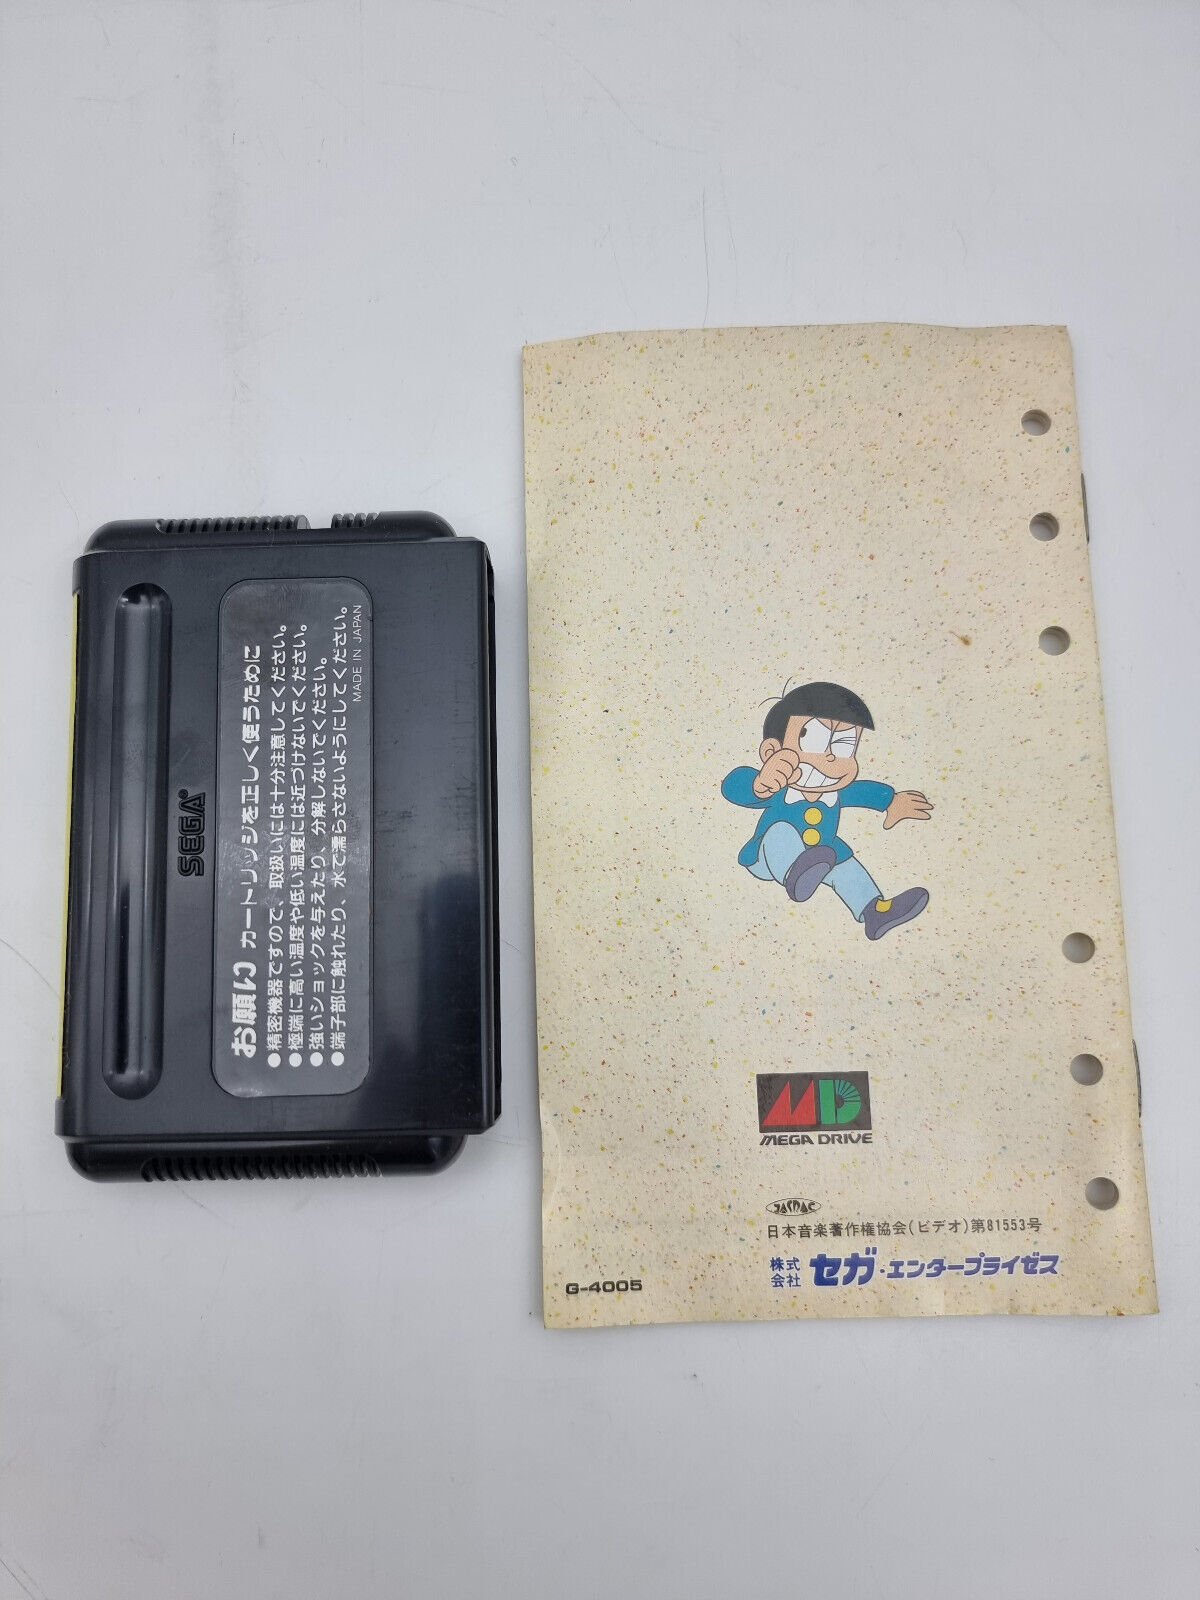 SEGA®
お願い カートリッジを正しく使うために
●精密機器ですので、取扱いには十分注意してください。
●極端に高い温度や低い温度には近づけないでください。
●強いショックを与えたり、分解しないでください。
●端子部に触れたり、水で濡らさないようにしてください。
MADE IN JAPAN
MD
MEGA DRIVE
JASRAC
日本音楽著作権協会(ビデオ)第81553号
株式会社 セガ・エンタープライゼス
G-4005